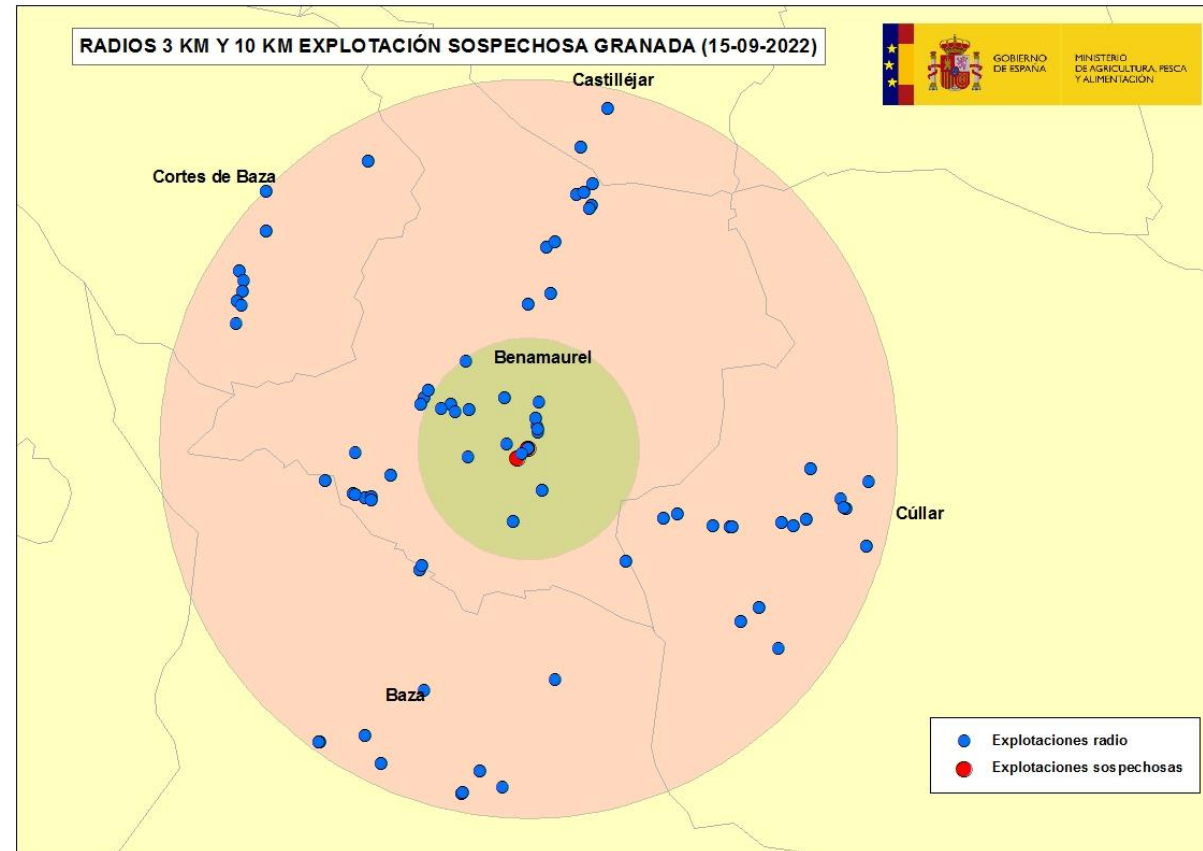 RADIOS 3 KM Y 10 KM EXPLOTACIÓN SOSPECHOSA GRANADA (15-09-2022)
GOBIERNO
DE ESPAÑA
MINISTERIO
DE AGRICULTURA, PESCA
Y ALIMENTACIÓN
Castilléjar
Cortes de Baza
Benamaurel
Cúllar
Baza
Explotaciones radio
Explotaciones sospechosas